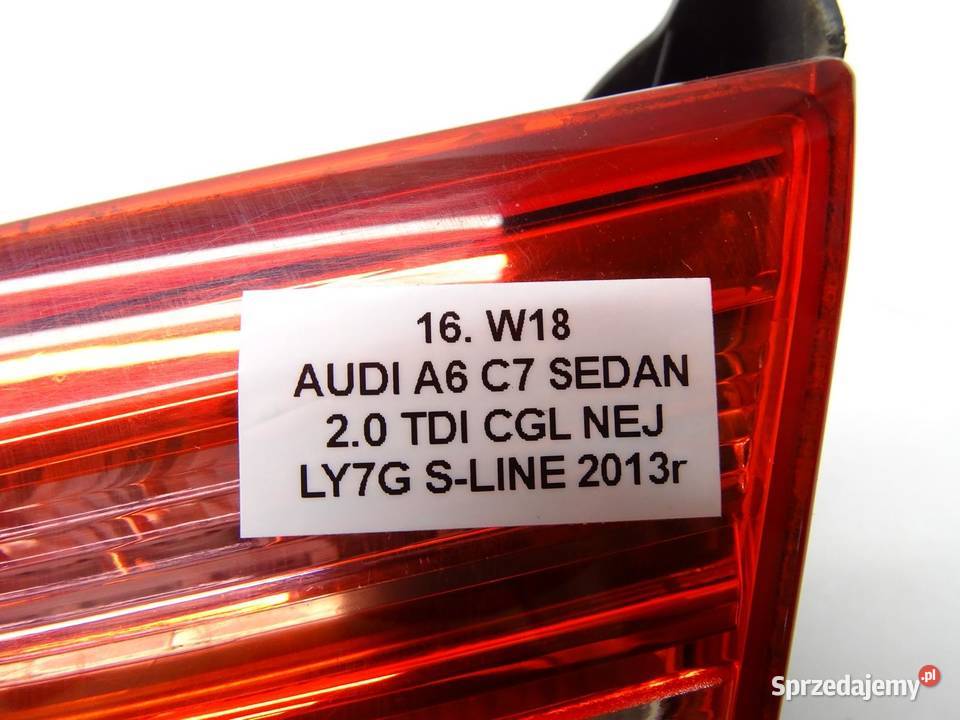 16. W18
AUDI A6 C7 SEDAN
2.0 TDI CGL NEJ
LY7G S-LINE 2013r
Sprzedajemy.pl